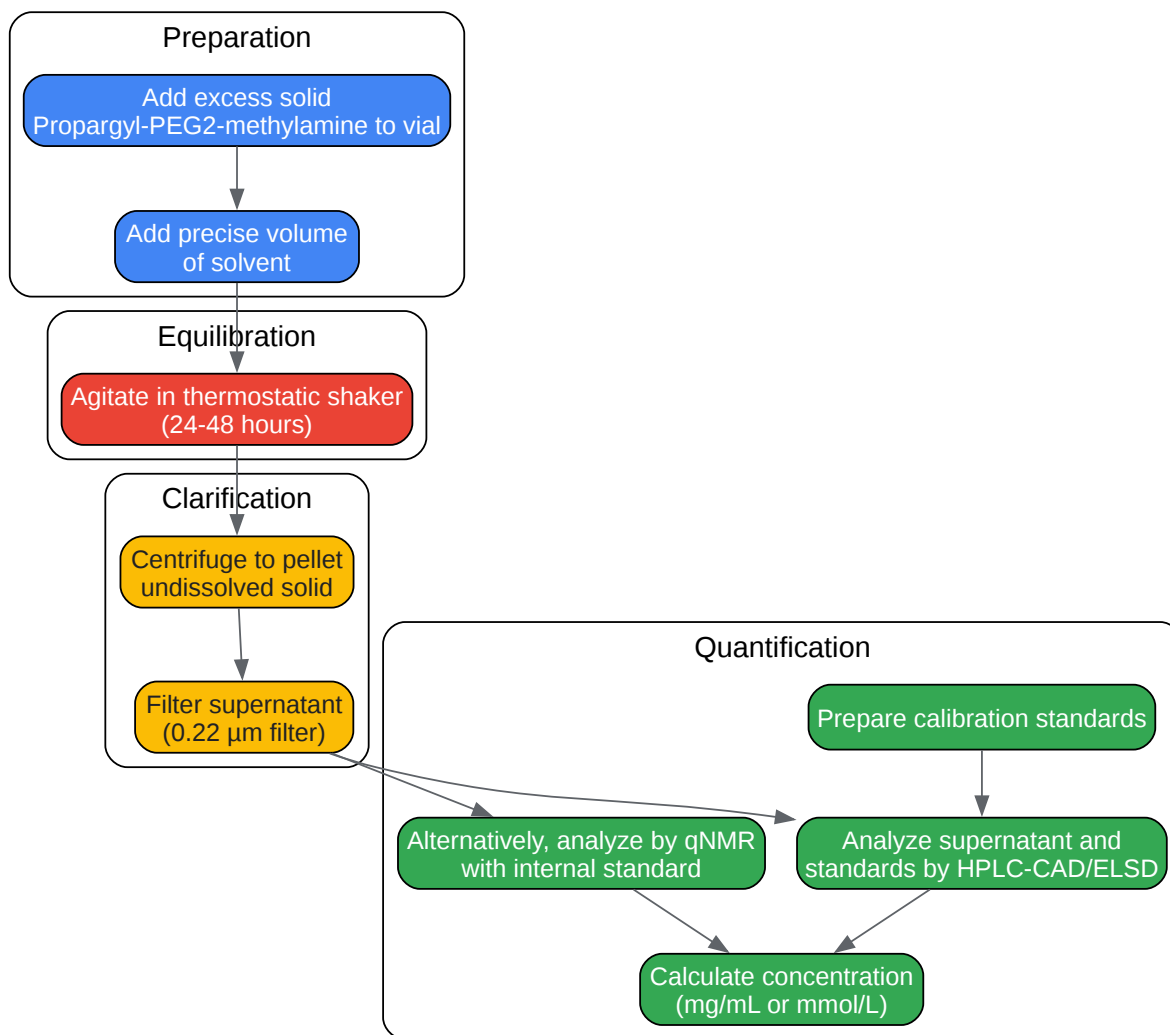 Preparation
Add excess solid
Propargyl-PEG2-methylamine to vial
Add precise volume
of solvent
Equilibration
Agitate in thermostatic shaker
(24-48 hours)
Clarification
Centrifuge to pellet
undissolved solid
Filter supernatant
(0.22 µm filter)
Quantification
Prepare calibration standards
Alternatively, analyze by qNMR
with internal standard
Analyze supernatant and
standards by HPLC-CAD/ELSD
Calculate concentration
(mg/mL or mmol/L)